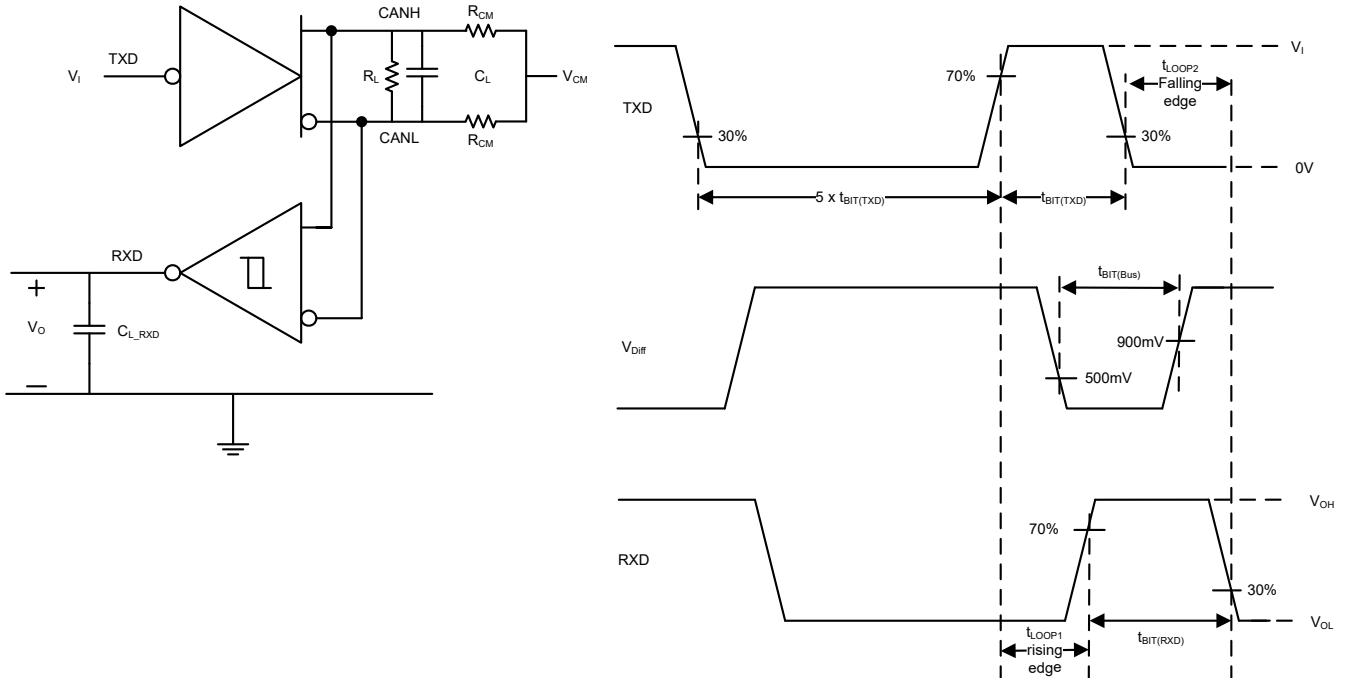 CANH
R_CM
TXD
V_I
R_L
C_L
V_CM
CANL
R_CM
RXD
+
V_O
C_L_RXD
—
V_I
70%
t_LOOP2
Falling
edge
TXD
30%
30%
0V
5 x t_BIT(TXD)
t_BIT(TXD)
t_BIT(Bus)
V_Diff
900mV
500mV
V_OH
70%
RXD
30%
V_OL
t_LOOP1
rising
edge
t_BIT(RXD)